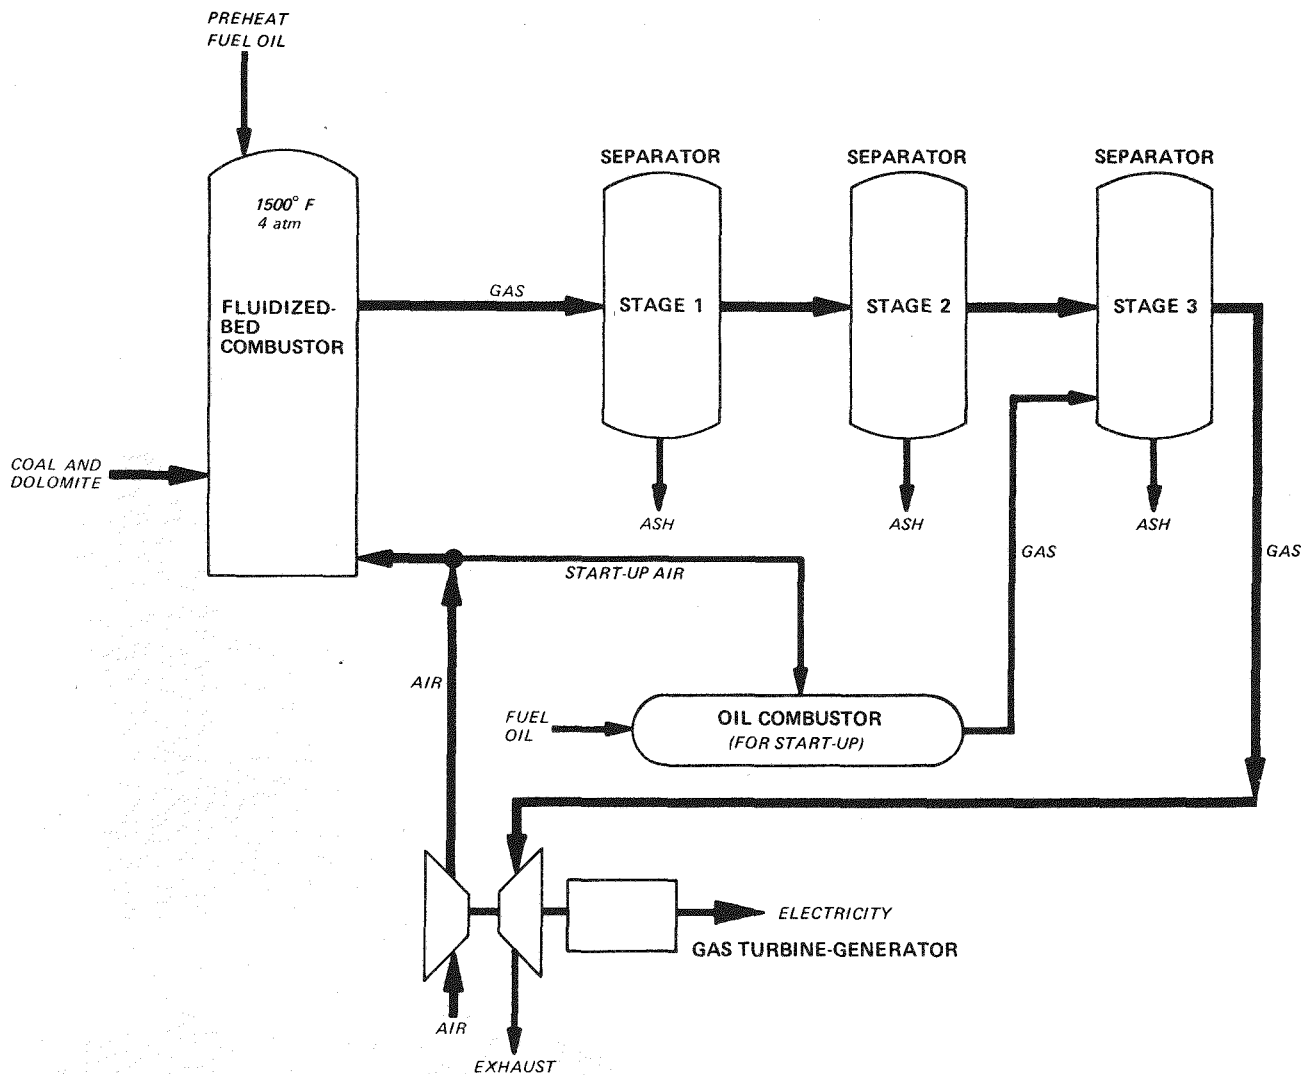 PREHEAT
FUEL OIL
SEPARATOR
SEPARATOR
SEPARATOR
1500° F
4 atm
GAS
FLUIDIZED-
BED
COMBUSTOR
STAGE 1
STAGE 2
STAGE 3
COAL AND
DOLOMITE
ASH
ASH
ASH
GAS
GAS
START-UP AIR
AIR
FUEL
OIL
OIL COMBUSTOR
(FOR START-UP)
ELECTRICITY
GAS TURBINE-GENERATOR
AIR
EXHAUST